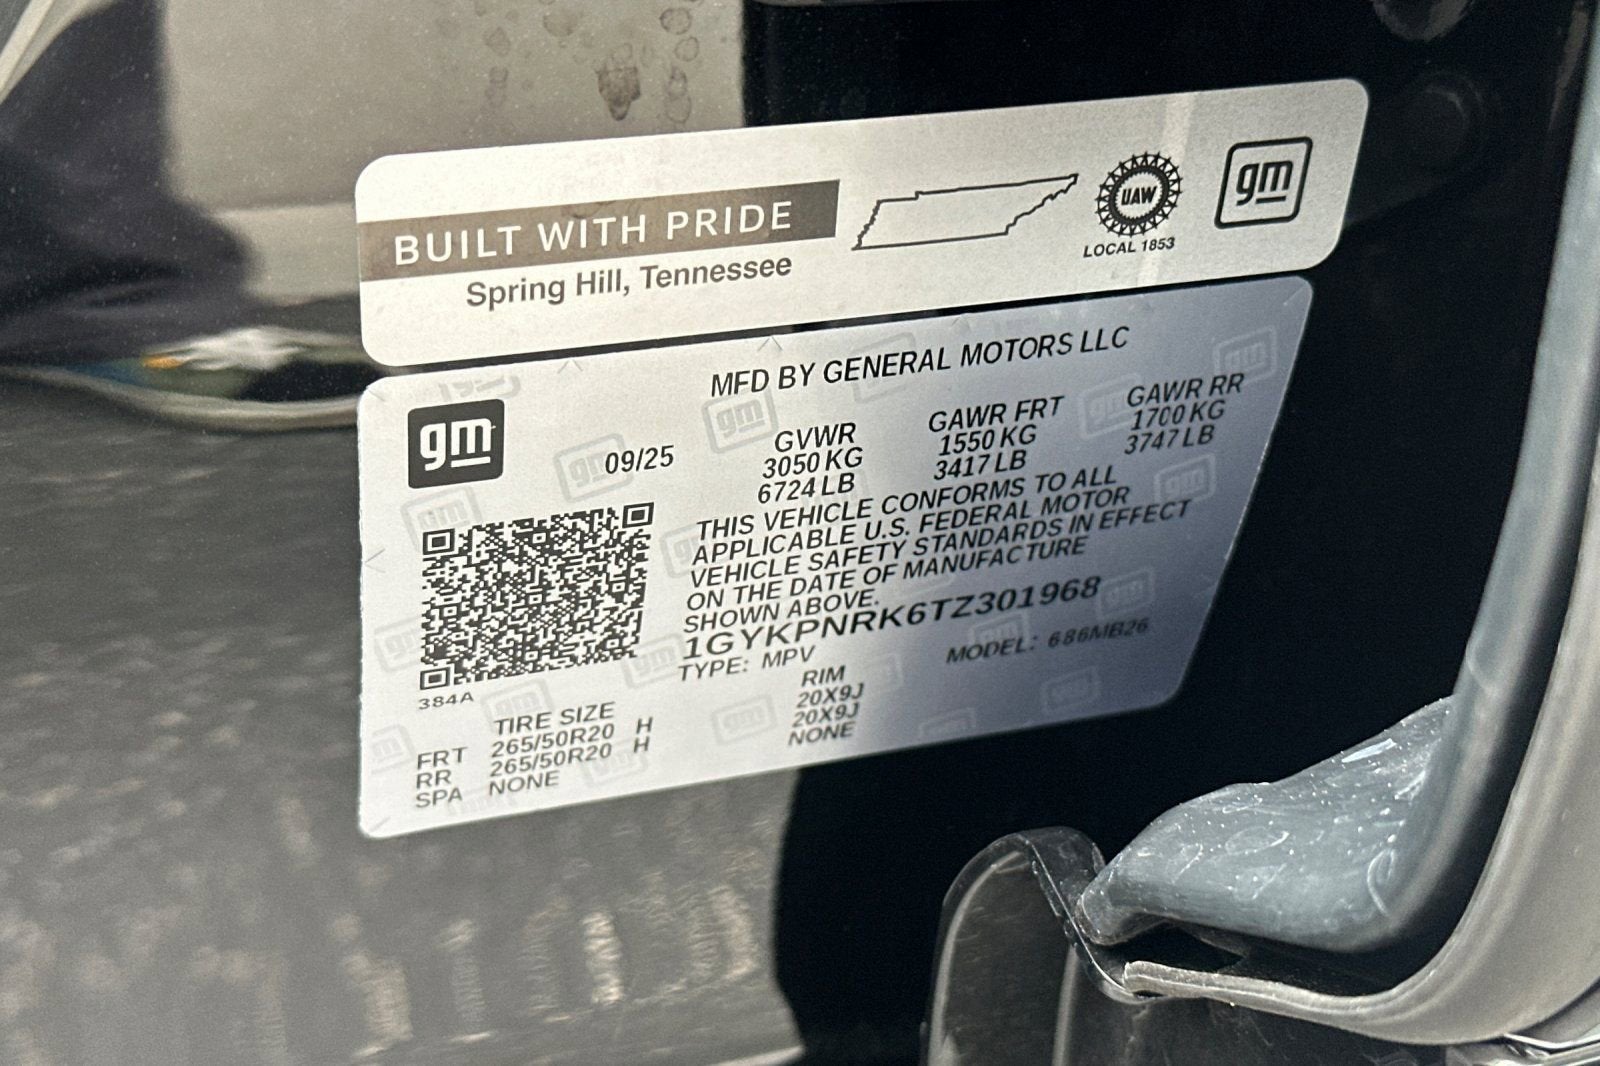 BUILT WITH PRIDE
Spring Hill, Tennessee
UAW
LOCAL 1853
gm
MFD BY GENERAL MOTORS LLC
gm
09/25
GVWR
3050 KG
6724 LB
GAWR FRT
1550 KG
3417 LB
GAWR RR
1700 KG
3747 LB
THIS VEHICLE CONFORMS TO ALL
APPLICABLE U.S. FEDERAL MOTOR
VEHICLE SAFETY STANDARDS IN EFFECT
ON THE DATE OF MANUFACTURE
SHOWN ABOVE.
1GYKPNRK6TZ301968
TYPE: MPV MODEL: 686MB26
384A
TIRE SIZE RIM
FRT 265/50R20 H 20X9J
RR 265/50R20 H 20X9J
SPA NONE NONE